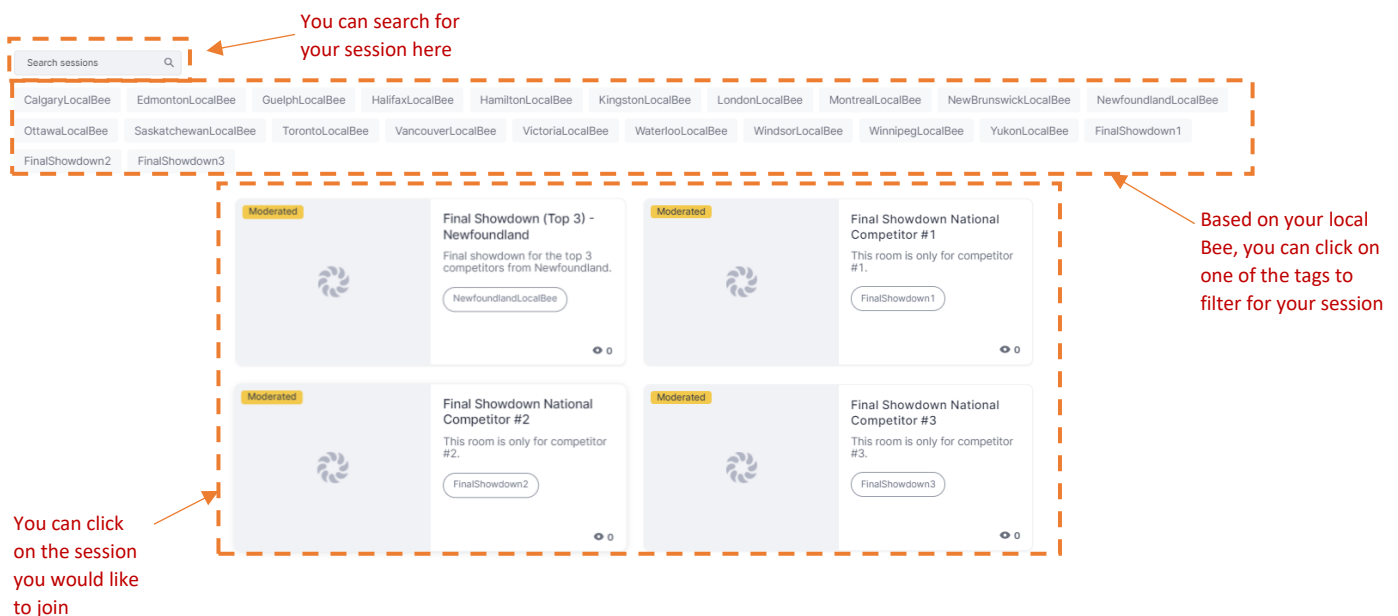 You can search for
your session here
Search sessions
CalgaryLocalBee EdmontonLocalBee GuelphLocalBee HalifaxLocalBee HamiltonLocalBee KingstonLocalBee LondonLocalBee MontrealLocalBee NewBrunswickLocalBee NewfoundlandLocalBee
OttawaLocalBee SaskatchewanLocalBee TorontoLocalBee VancouverLocalBee VictoriaLocalBee WaterlooLocalBee WindsorLocalBee WinnipegLocalBee YukonLocalBee FinalShowdown1
FinalShowdown2 FinalShowdown3
Moderated
Final Showdown (Top 3) -
Newfoundland
Final showdown for the top 3
competitors from Newfoundland.
NewfoundlandLocalBee
0
Moderated
Final Showdown National
Competitor #1
This room is only for competitor
#1.
FinalShowdown1
0
Based on your local
Bee, you can click on
one of the tags to
filter for your session
Moderated
Final Showdown National
Competitor #2
This room is only for competitor
#2.
FinalShowdown2
0
Moderated
Final Showdown National
Competitor #3
This room is only for competitor
#3.
FinalShowdown3
0
You can click
on the session
you would like
to join